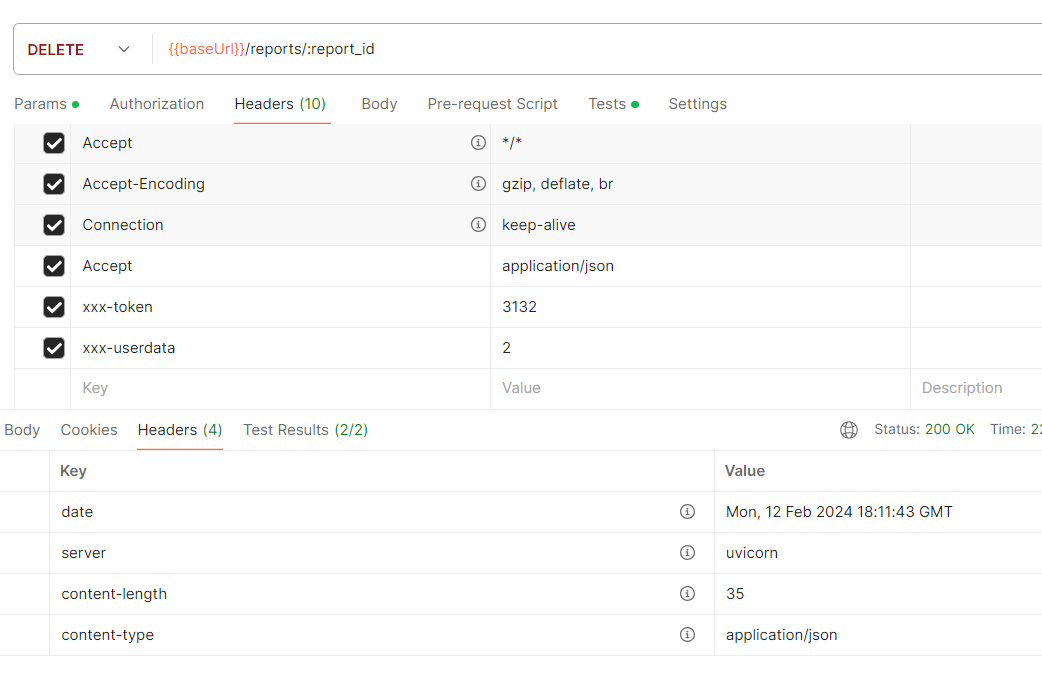 DELETE {{baseUrl}}/reports/:report_id
Params Authorization Headers (10) Body Pre-request Script Tests Settings
Accept */*
Accept-Encoding gzip, deflate, br
Connection keep-alive
Accept application/json
xxx-token 3132
xxx-userdata 2
Key Value Description
Body Cookies Headers (4) Test Results (2/2) Status: 200 OK Time: 22
Key Value
date Mon, 12 Feb 2024 18:11:43 GMT
server uvicorn
content-length 35
content-type application/json